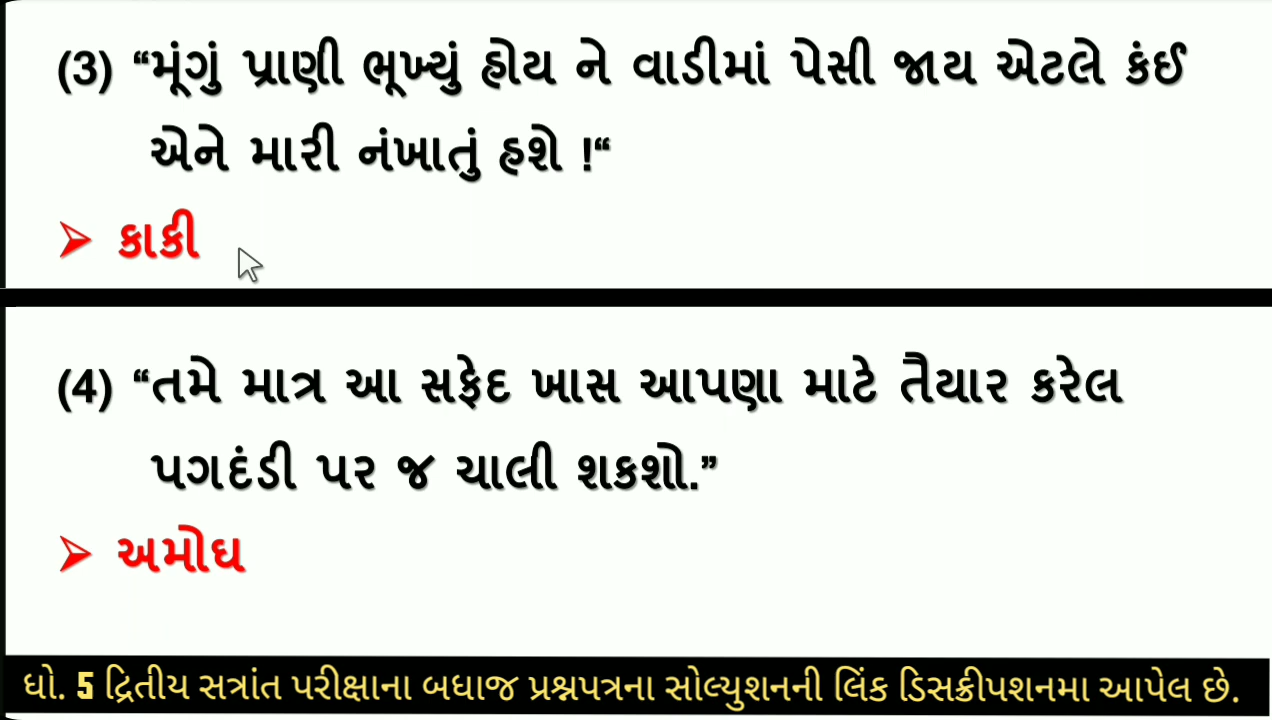 (3) “મૂંગું પ્રાણી ભૂખ્યું હોય ને વાડીમાં પેસી જાય એટલે કંઈ
એને મારી નંખાતું હશે !“
➢ કાકી
(4) “તમે માત્ર આ સફેદ ખાસ આપણા માટે તૈયાર કરેલ
પગદંડી પર જ ચાલી શકશો.”
➢ અમોઘ
ધો. 5 દ્વિતીય સત્રાંત પરીક્ષાના બધાજ પ્રશ્નપત્રના સોલ્યુશનની લિંક ડિસક્રીપશનમા આપેલ છે.